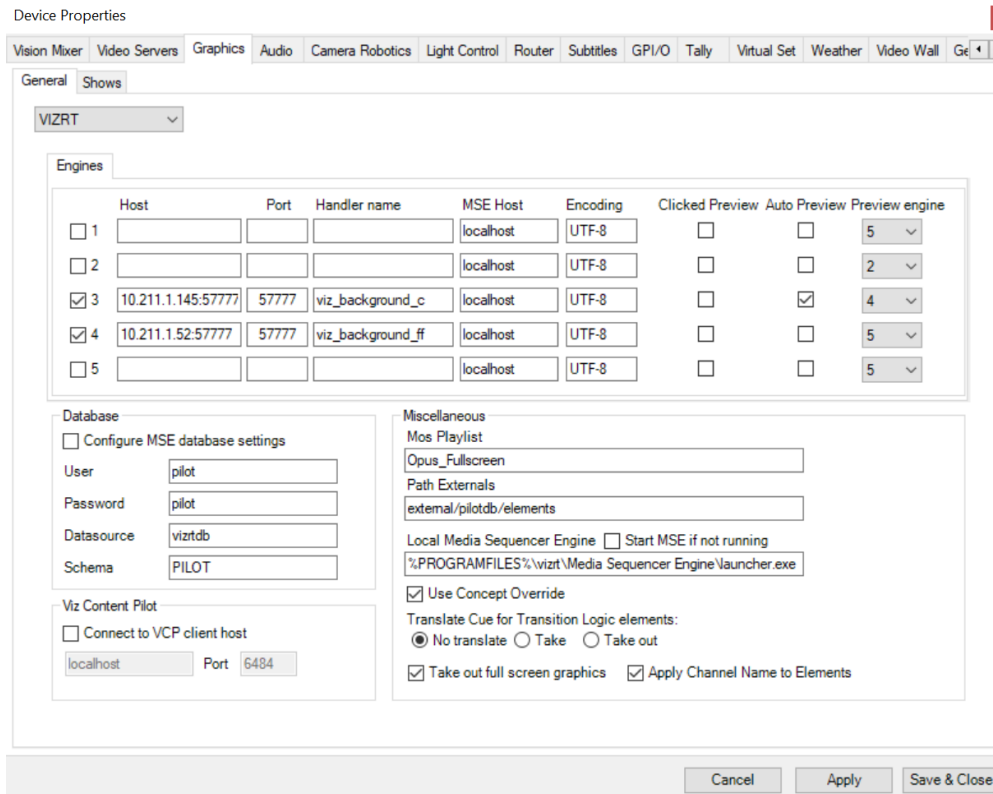 Device Properties
Vision Mixer Video Servers Graphics Audio Camera Robotics Light Control Router Subtitles GPI/O Tally Virtual Set Weather Video Wall Ge
General Shows
VIZRT
Engines
Host Port Handler name MSE Host Encoding Clicked Preview Auto Preview Preview engine
1 localhost UTF-8 5
2 localhost UTF-8 2
3 10.211.1.145:57777 57777 viz_background_c localhost UTF-8 4
4 10.211.1.52:57777 57777 viz_background_ff localhost UTF-8 5
5 localhost UTF-8 5
Database
Configure MSE database settings
User pilot
Password pilot
Datasource vizrtdb
Schema PILOT
Viz Content Pilot
Connect to VCP client host
localhost Port 6484
Miscellaneous
Mos Playlist
Opus_Fullscreen
Path Externals
external/pilotdb/elements
Local Media Sequencer Engine Start MSE if not running
%PROGRAMFILES%\vizrt\Media Sequencer Engine\launcher.exe
Use Concept Override
Translate Cue for Transition Logic elements:
No translate Take Take out
Take out full screen graphics Apply Channel Name to Elements
Cancel Apply Save & Close